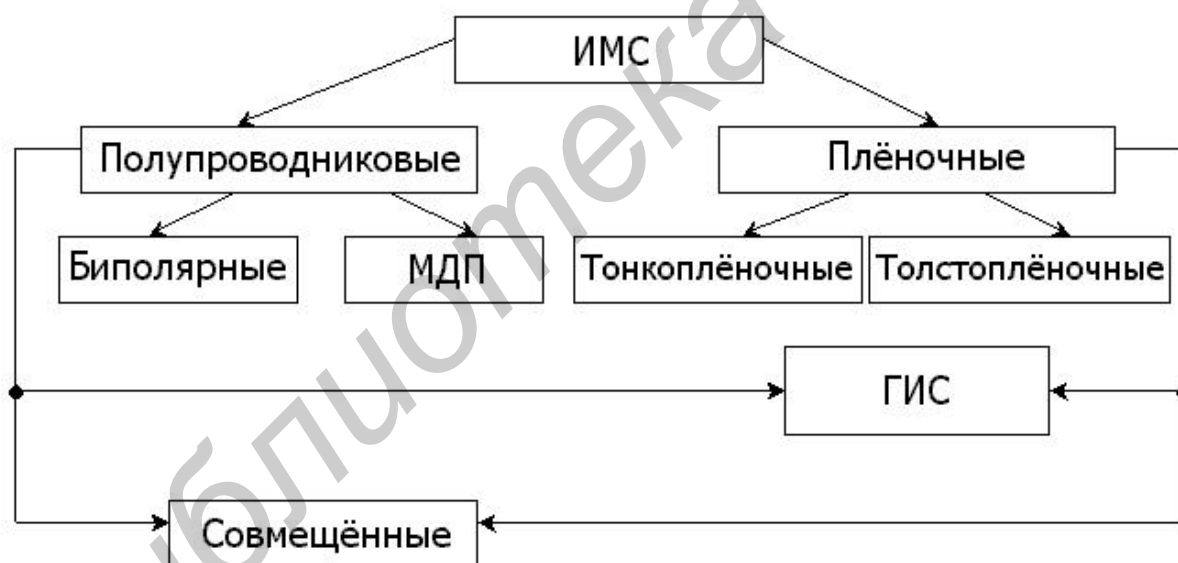 ИМС
Полупроводниковые
Плёночные
Биполярные
МДП
Тонкоплёночные
Толстоплёночные
ГИС
Совмещённые